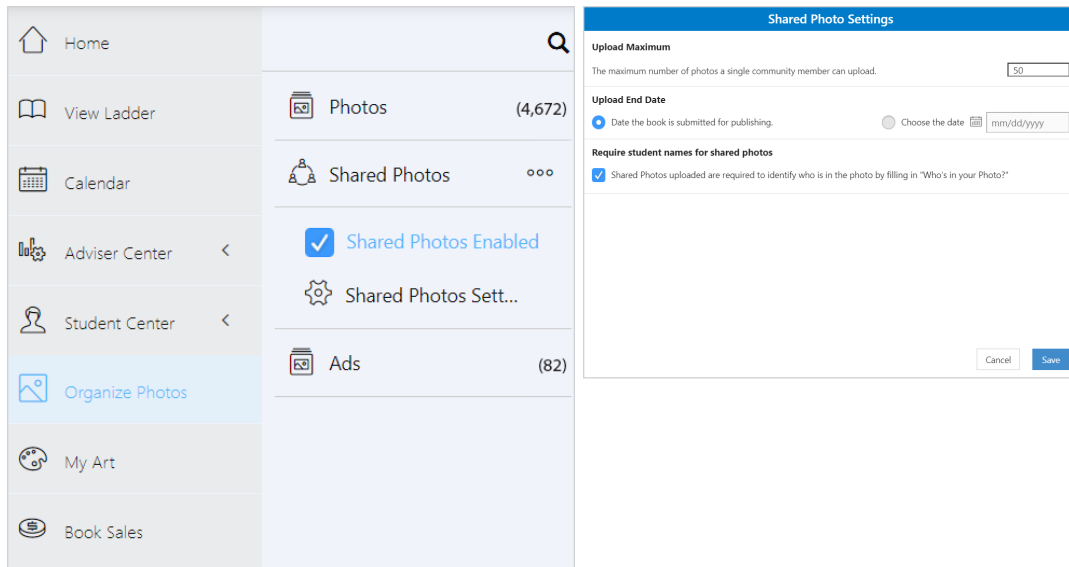 Home
View Ladder
Calendar
Adviser Center
Student Center
Organize Photos
My Art
Book Sales
Photos (4,672)
Shared Photos
Shared Photos Enabled
Shared Photos Sett...
Ads (82)
Shared Photo Settings
Upload Maximum
The maximum number of photos a single community member can upload. 50
Upload End Date
Date the book is submitted for publishing. Choose the date mm/dd/yyyy
Require student names for shared photos
Shared Photos uploaded are required to identify who is in the photo by filling in "Who's in your Photo?"
Cancel Save